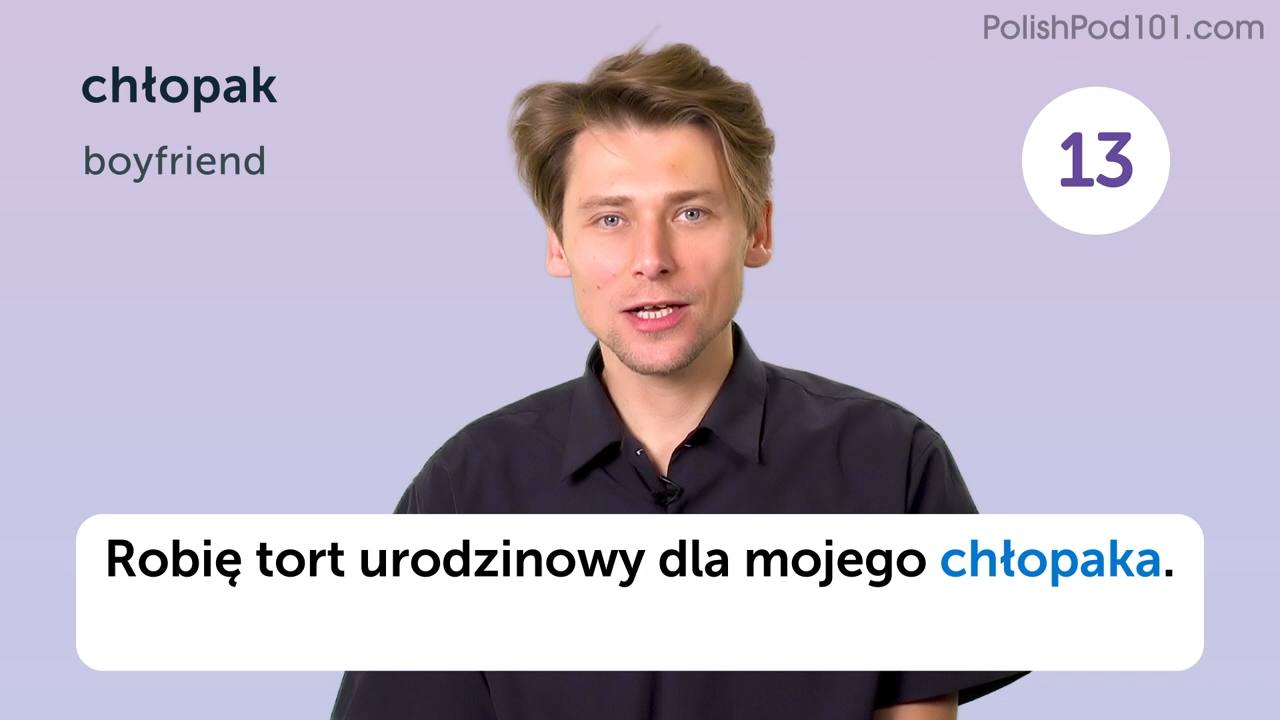 PolishPod101.com
chłopak
boyfriend
13
Robię tort urodzinowy dla mojego chłopaka.